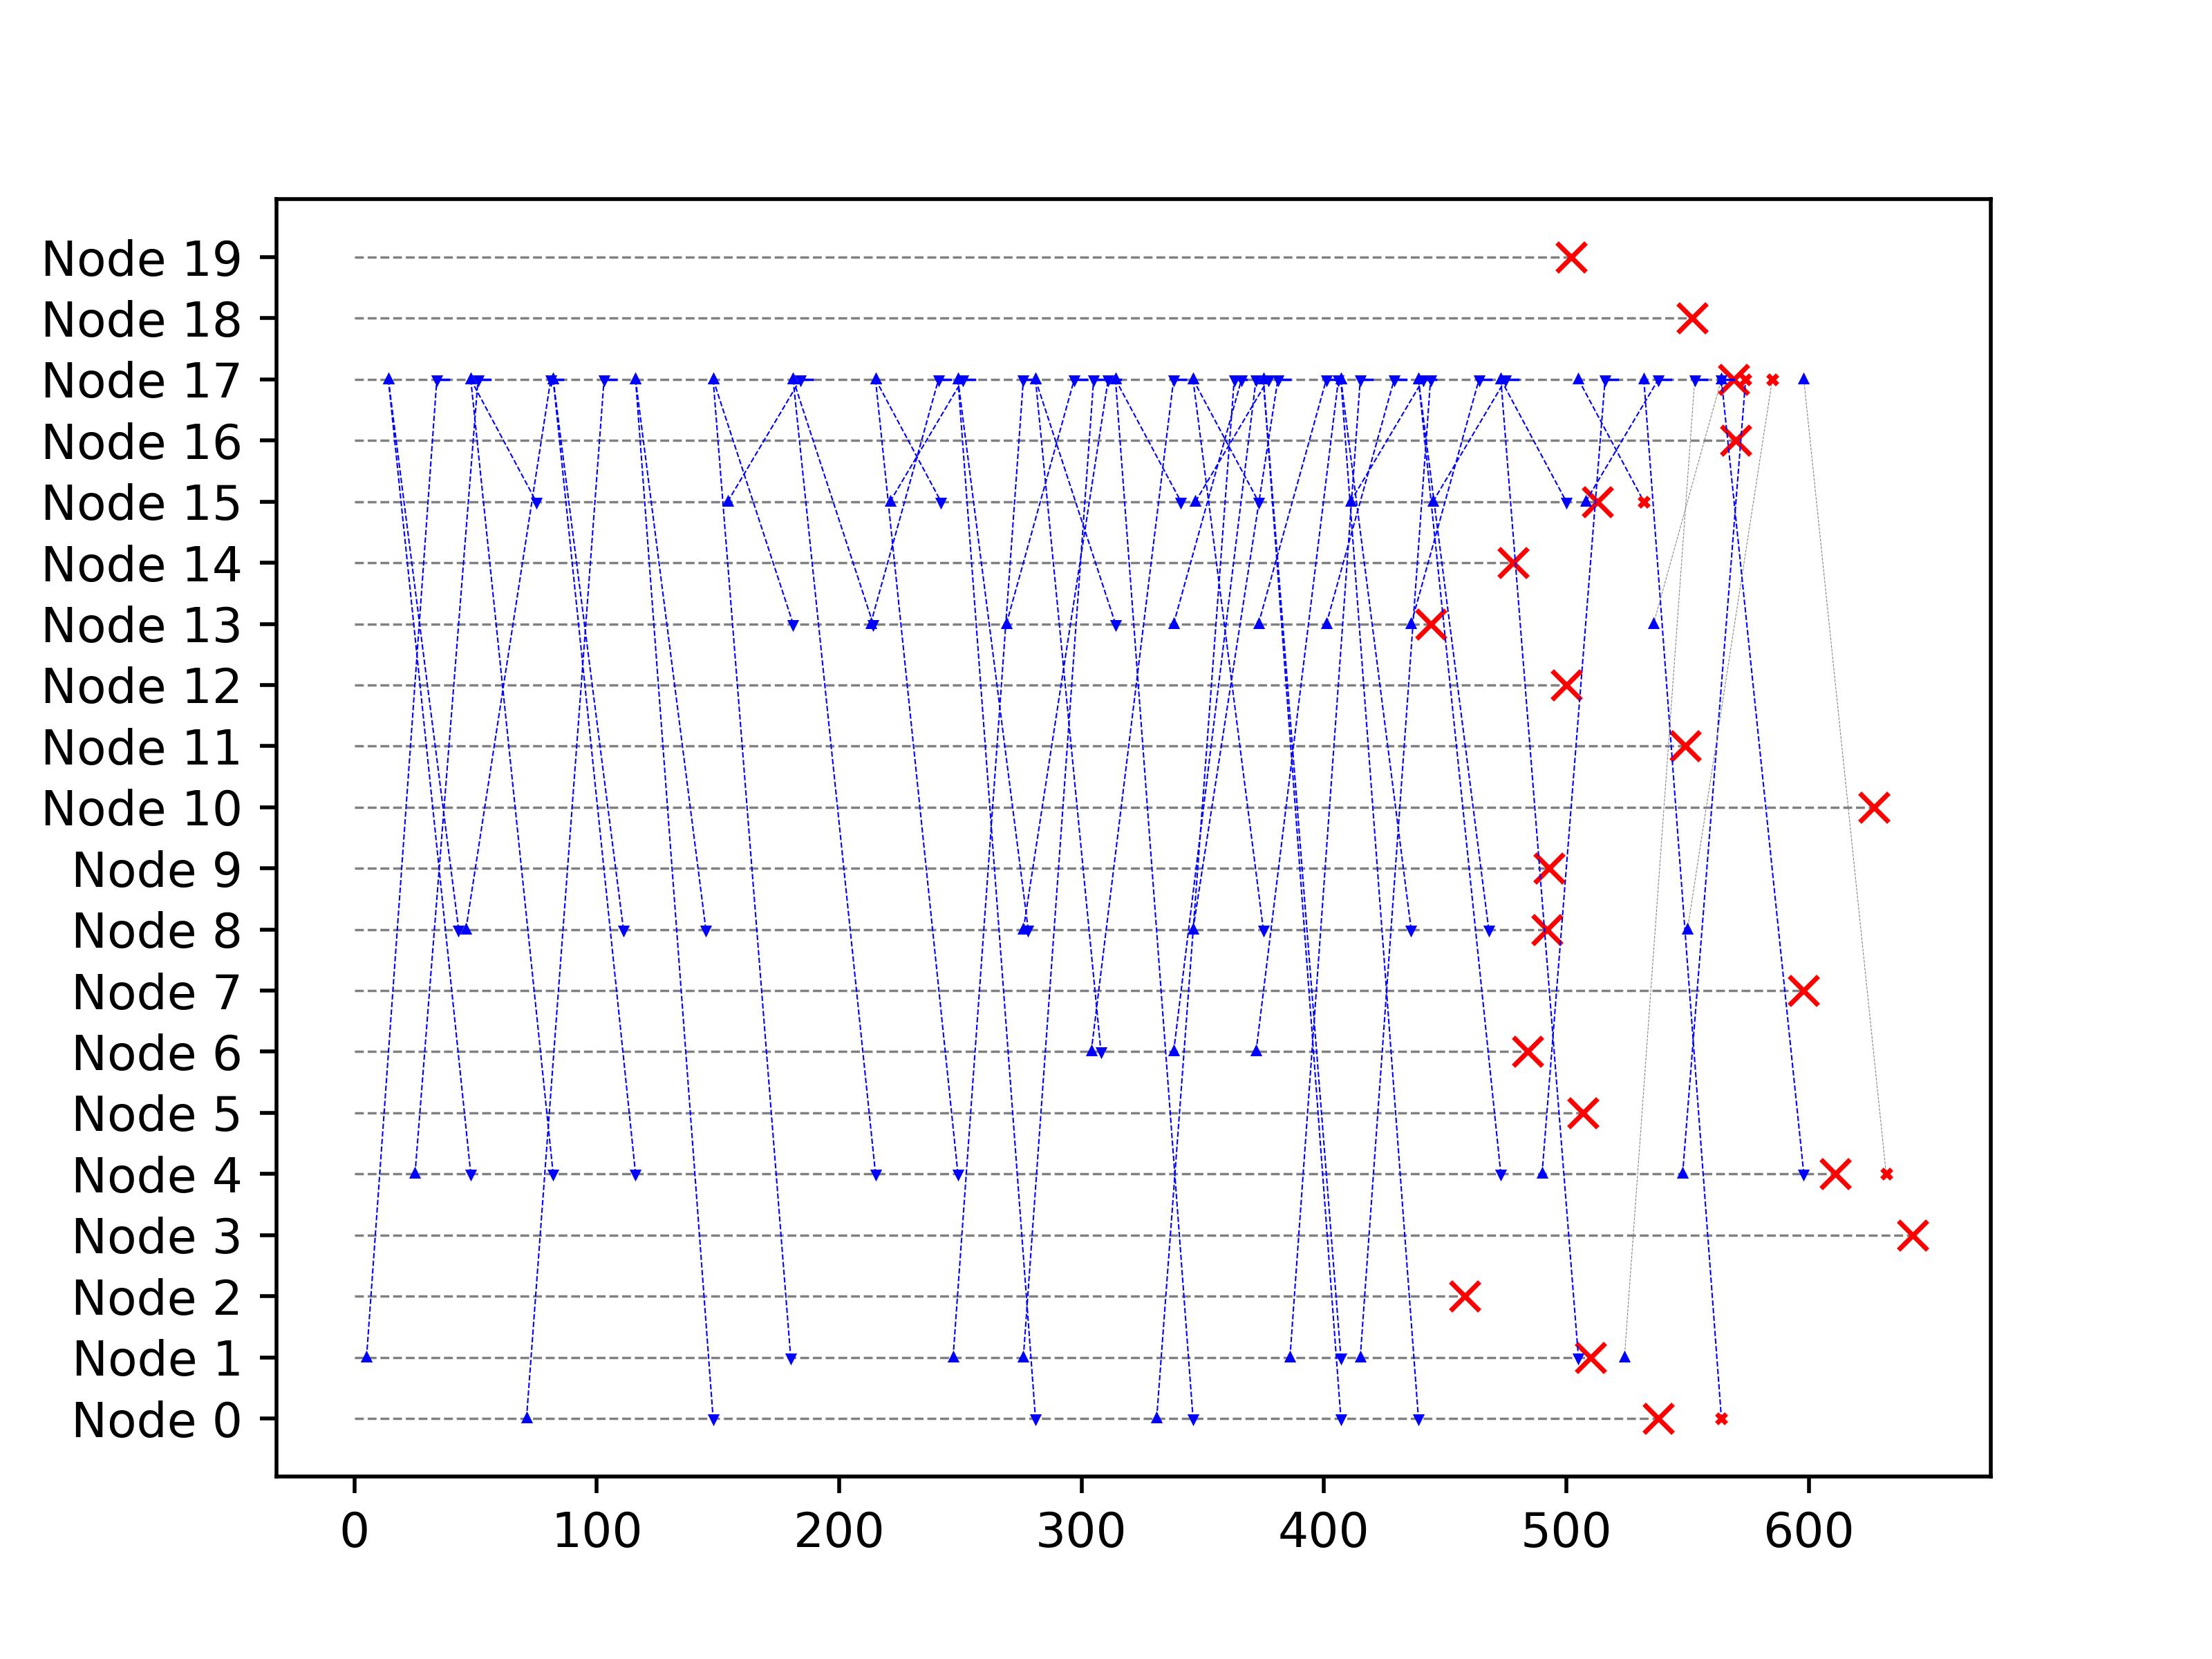 Node 19
Node 18
Node 17
Node 16
Node 15
Node 14
Node 13
Node 12
Node 11
Node 10
Node 9
Node 8
Node 7
Node 6
Node 5
Node 4
Node 3
Node 2
Node 1
Node 0
0 100 200 300 400 500 600